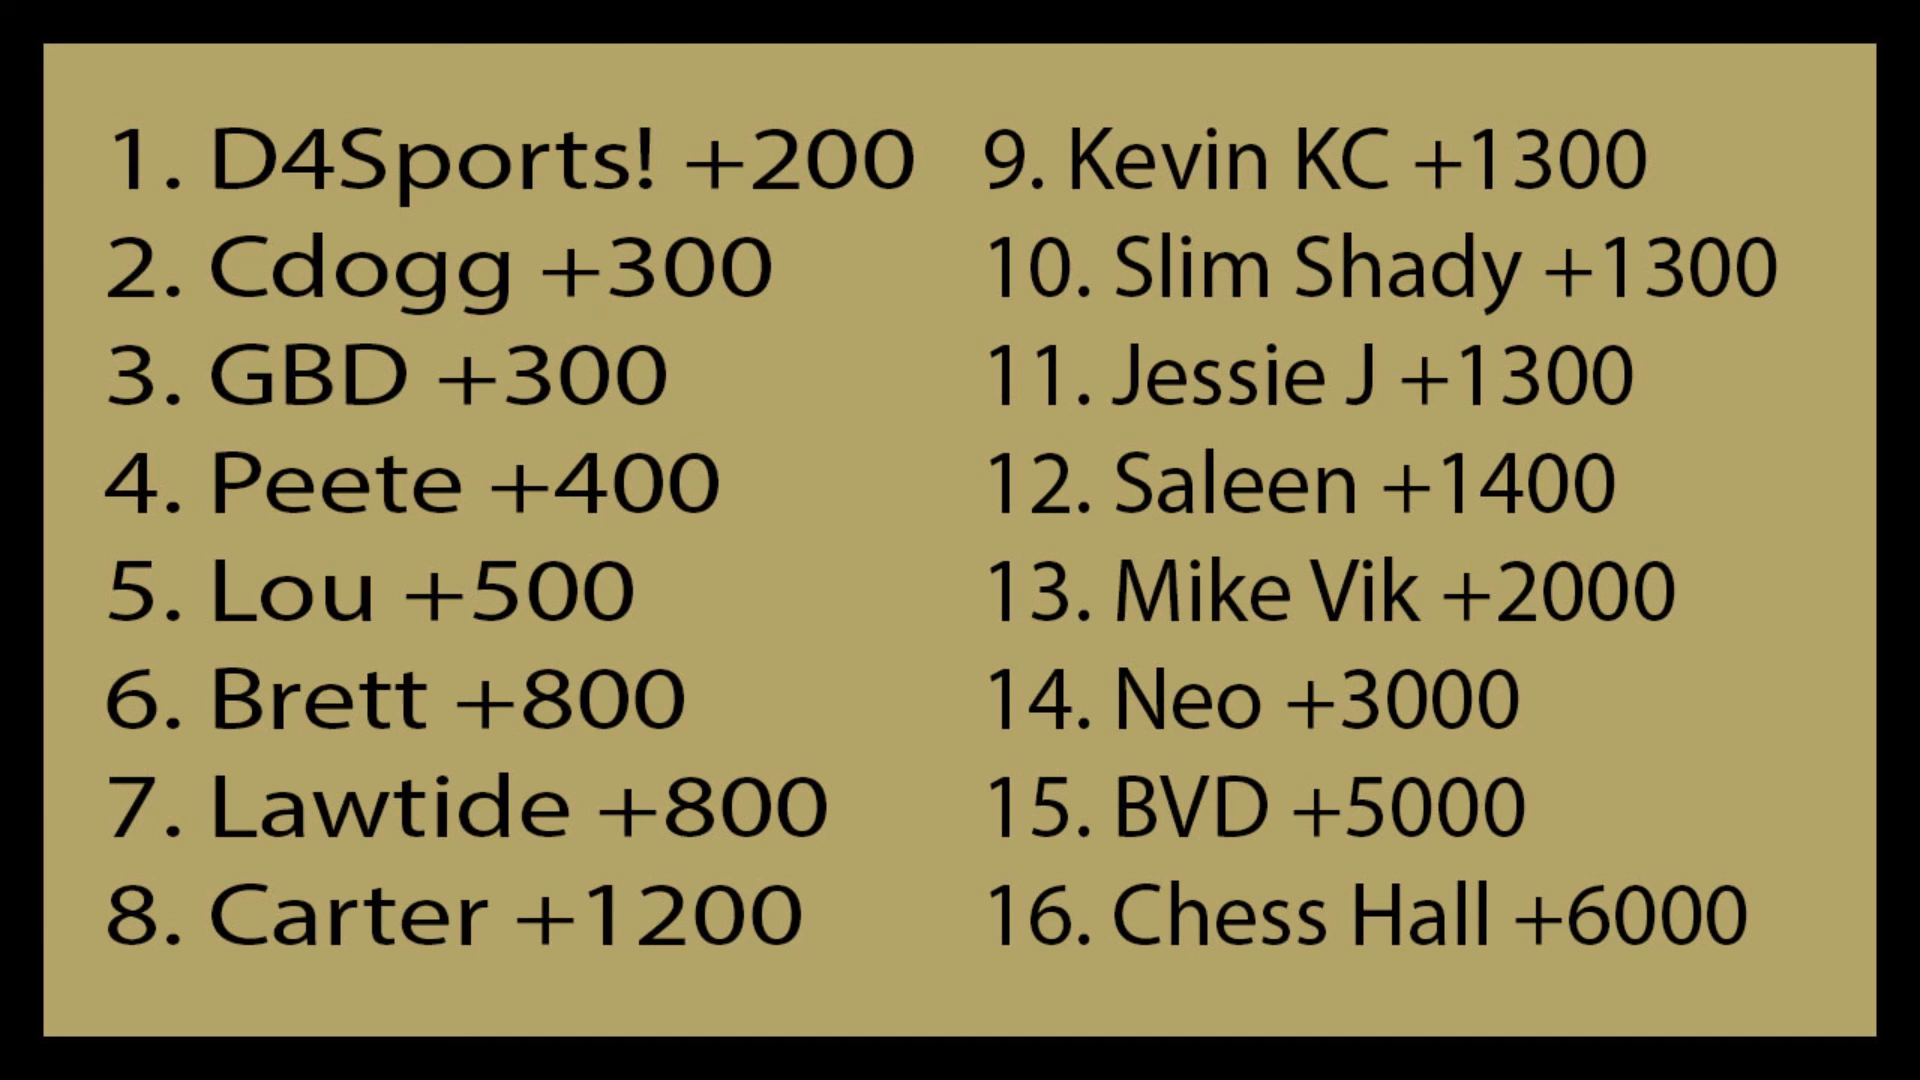 1. D4Sports! +200
2. Cdogg +300
3. GBD +300
4. Peete +400
5. Lou +500
6. Brett +800
7. Lawtide +800
8. Carter +1200
9. Kevin KC +1300
10. Slim Shady +1300
11. Jessie J +1300
12. Saleen +1400
13. Mike Vik +2000
14. Neo +3000
15. BVD +5000
16. Chess Hall +6000